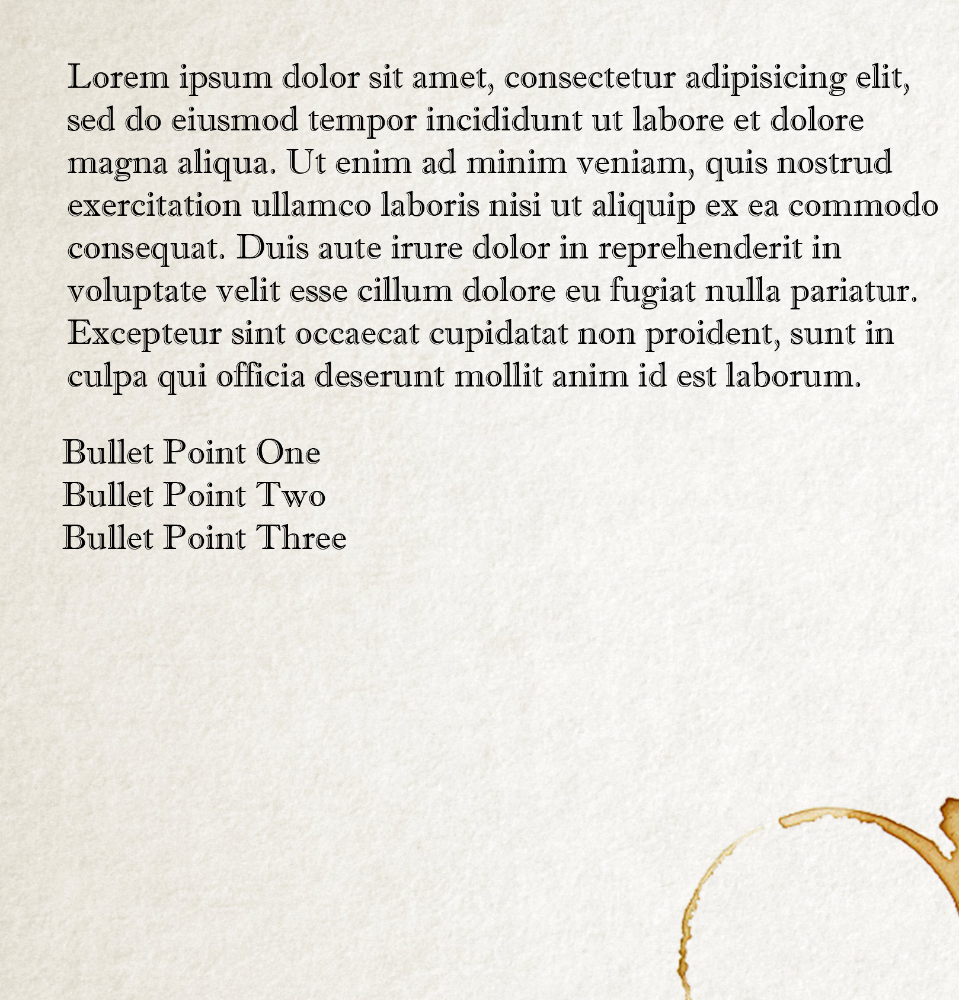 Lorem ipsum dolor sit amet, consectetur adipisicing elit,
sed do eiusmod tempor incididunt ut labore et dolore
magna aliqua. Ut enim ad minim veniam, quis nostrud
exercitation ullamco laboris nisi ut aliquip ex ea commodo
consequat. Duis aute irure dolor in reprehenderit in
voluptate velit esse cillum dolore eu fugiat nulla pariatur.
Excepteur sint occaecat cupidatat non proident, sunt in
culpa qui officia deserunt mollit anim id est laborum.
Bullet Point One
Bullet Point Two
Bullet Point Three